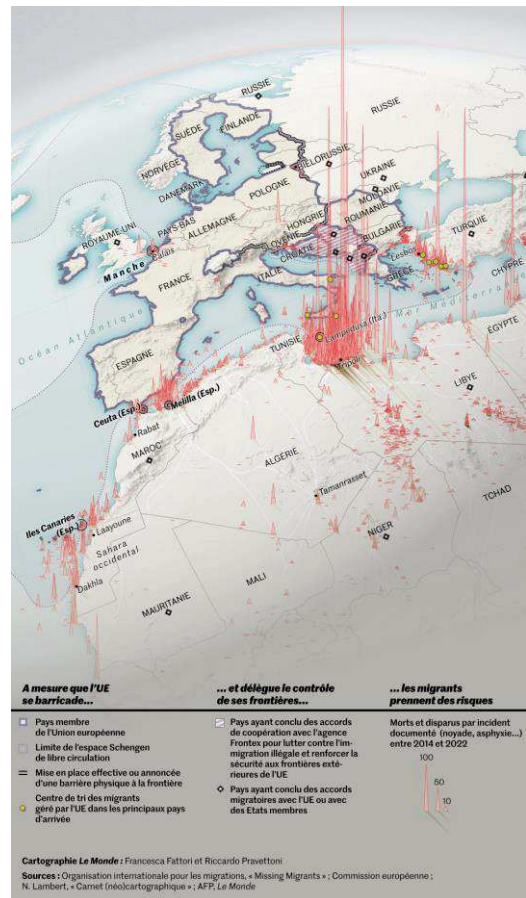 RUSSIE
FINLANDE
SUÈDE
NORVÈGE
RUSSIE
BIÉLORUSSIE
DANEMARK
ROYAUME-UNI
PAYS-BAS
POLOGNE
UKRAINE
ALLEMAGNE
MOLDAVIE
Calais
Manche
HONGRIE
ROUMANIE
SLOVÉNIE
CROATIE
BULGARIE
TURQUIE
FRANCE
ITALIE
Lesbos
GRÈCE
CHYPRE
Océan Atlantique
Mer Méditerra
ESPAGNE
TUNISIE
Lampedusa (Ita.)
ÉGYPTE
Tripoli
Ceuta (Esp.)
Melilla (Esp.)
LIBYE
Rabat
MAROC
ALGÉRIE
Iles Canaries
(Esp.)
Laayoune
Tamanrasset
TCHAD
Sahara
occidental
NIGER
Dakhla
MALI
MAURITANIE
A mesure que l'UE
se barricade...
Pays membre
de l'Union européenne
Limite de l'espace Schengen
de libre circulation
Mise en place effective ou annoncée
d'une barrière physique à la frontière
Centre de tri des migrants
géré par l'UE dans les principaux pays
d'arrivée
... et délègue le contrôle
de ses frontières...
Pays ayant conclu des accords
de coopération avec l'agence
Frontex pour lutter contre l'im-
migration illégale et renforcer la
sécurité aux frontières exté-
rieures de l'UE
Pays ayant conclu des accords
migratoires avec l'UE ou avec
des Etats membres
... les migrants
prennent des risques
Morts et disparus par incident
documenté (noyade, asphyxie...)
entre 2014 et 2022
100
50
10
Cartographie Le Monde : Francesca Fattori et Riccardo Pravettoni
Sources : Organisation internationale pour les migrations, « Missing Migrants » ; Commission européenne ;
N. Lambert, « Carnet (néo)cartographique » ; AFP, Le Monde